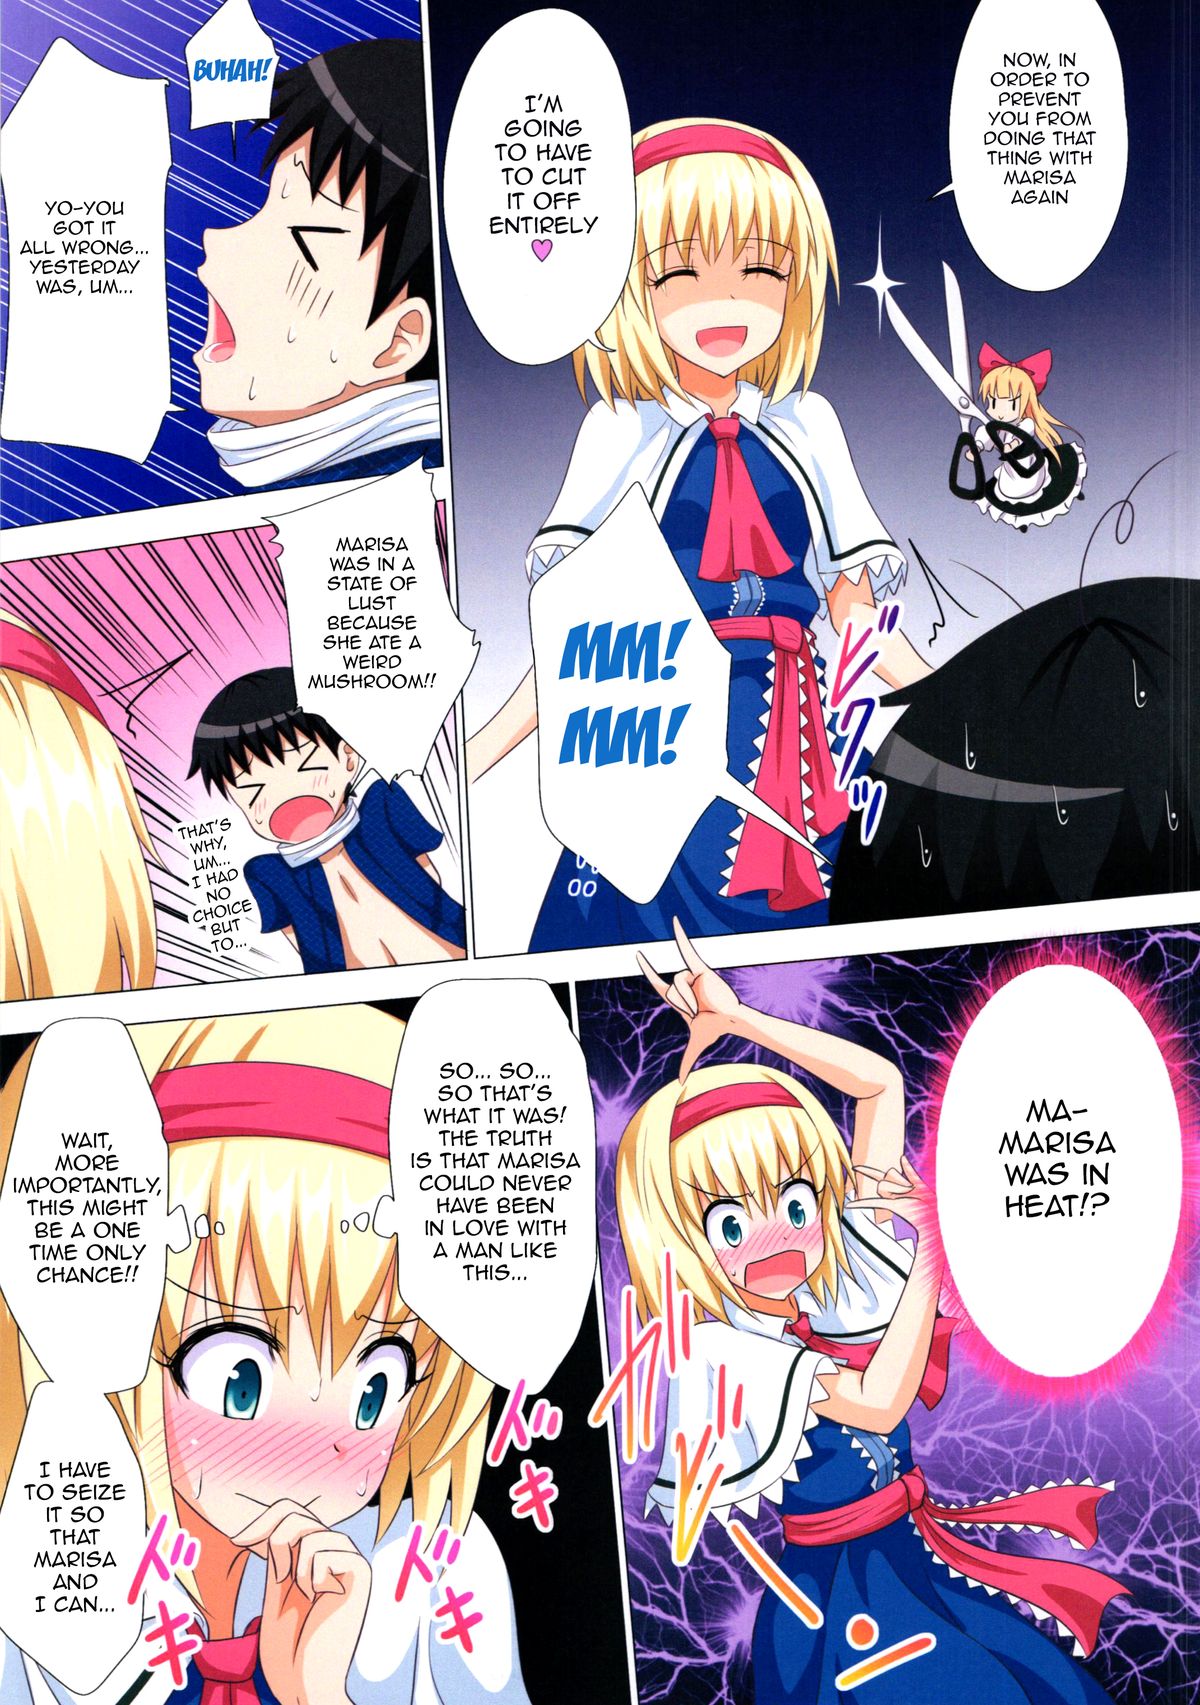 NOW, IN
ORDER TO
PREVENT
YOU FROM
DOING THAT
THING WITH
MARISA
AGAIN
I'M
GOING
TO HAVE
TO CUT
IT OFF
ENTIRELY
♥
MM!
MM!
ビクッ
BUHAH!
YO-YOU
GOT IT
ALL WRONG...
YESTERDAY
WAS, UM...
MARISA
WAS IN A
STATE OF
LUST
BECAUSE
SHE ATE A
WEIRD
MUSHROOM!!
THAT'S
WHY,
UM...
I HAD
NO
CHOICE
BUT
TO...
MA-
MARISA
WAS IN
HEAT!?
ガビーン
SO... SO...
SO THAT'S
WHAT IT WAS!
THE TRUTH
IS THAT MARISA
COULD NEVER
HAVE BEEN
IN LOVE WITH
A MAN LIKE
THIS...
WAIT,
MORE
IMPORTANTLY,
THIS MIGHT
BE A ONE
TIME ONLY
CHANCE!!
I HAVE
TO SEIZE
IT SO
THAT
MARISA
AND
I CAN...
ドキ
ドキ
ドキ